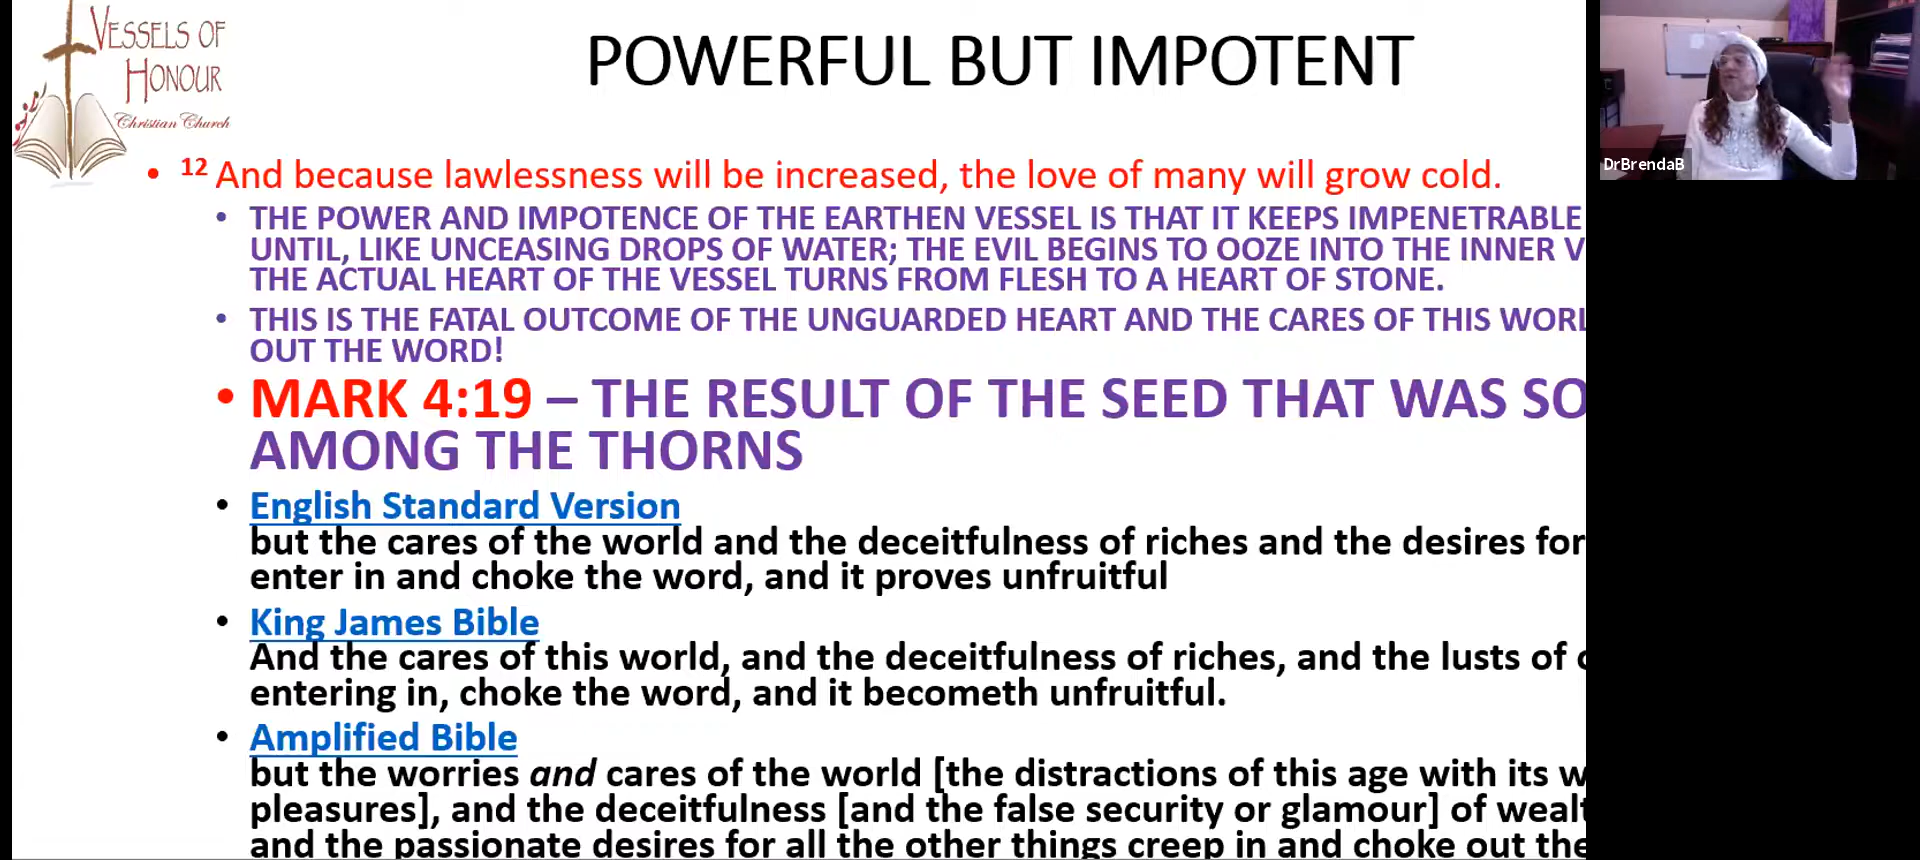 VESSELS OF
HONOUR
Christian Church
POWERFUL BUT IMPOTENT
DrBrendaB
• 12 And because lawlessness will be increased, the love of many will grow cold.
• THE POWER AND IMPOTENCE OF THE EARTHEN VESSEL IS THAT IT KEEPS IMPENETRABLE
UNTIL, LIKE UNCEASING DROPS OF WATER; THE EVIL BEGINS TO OOZE INTO THE INNER V
THE ACTUAL HEART OF THE VESSEL TURNS FROM FLESH TO A HEART OF STONE.
• THIS IS THE FATAL OUTCOME OF THE UNGUARDED HEART AND THE CARES OF THIS WORL
OUT THE WORD!
• MARK 4:19 – THE RESULT OF THE SEED THAT WAS SO
AMONG THE THORNS
• English Standard Version
but the cares of the world and the deceitfulness of riches and the desires for
enter in and choke the word, and it proves unfruitful
• King James Bible
And the cares of this world, and the deceitfulness of riches, and the lusts of
entering in, choke the word, and it becometh unfruitful.
• Amplified Bible
but the worries and cares of the world [the distractions of this age with its w
pleasures], and the deceitfulness [and the false security or glamour] of wealt
and the passionate desires for all the other things creep in and choke out the